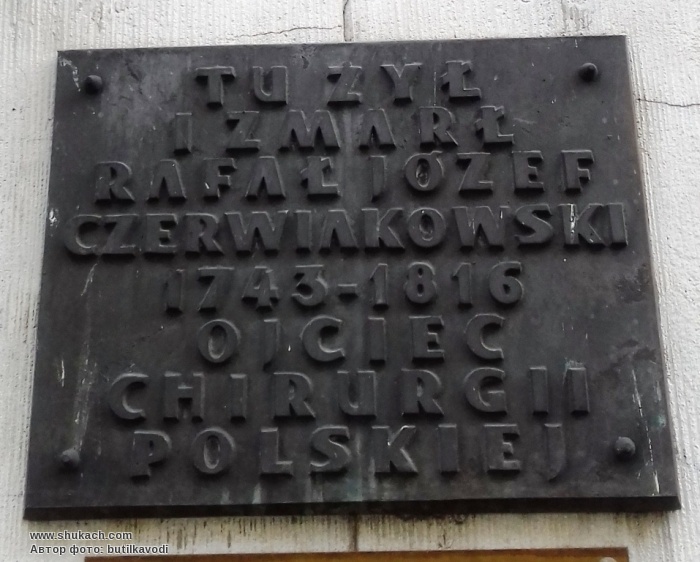 TU ŻYŁ
I ZMARŁ
RAFAŁ JÓZEF
CZERWIAKOWSKI
1743-1816
OJCIEC
CHIRURGII
POLSKIEJ
www.shukach.com
Автор фото: butilkavodi